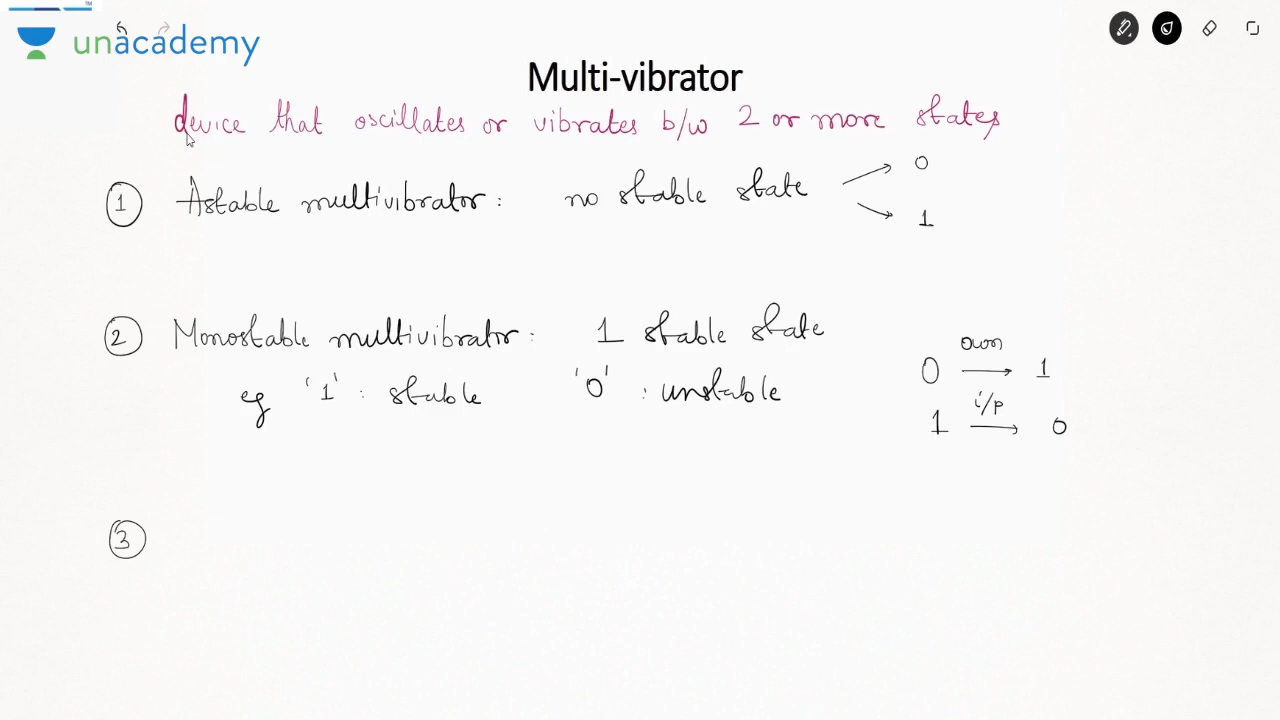 TM
unacademy
Multi-vibrator
device that oscillates or vibrates b/w 2 or more states
1 Astable multivibrator : no stable state 0
1
2 Monostable multivibrator : 1 stable state
own
0 → 1
eg '1' : stable '0' : unstable
i/p
1 → 0
3